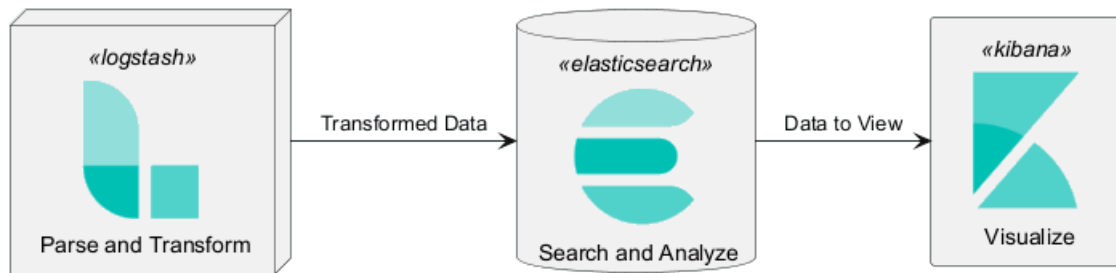 «logstash»
Parse and Transform
Transformed Data
«elasticsearch»
Search and Analyze
Data to View
«kibana»
Visualize